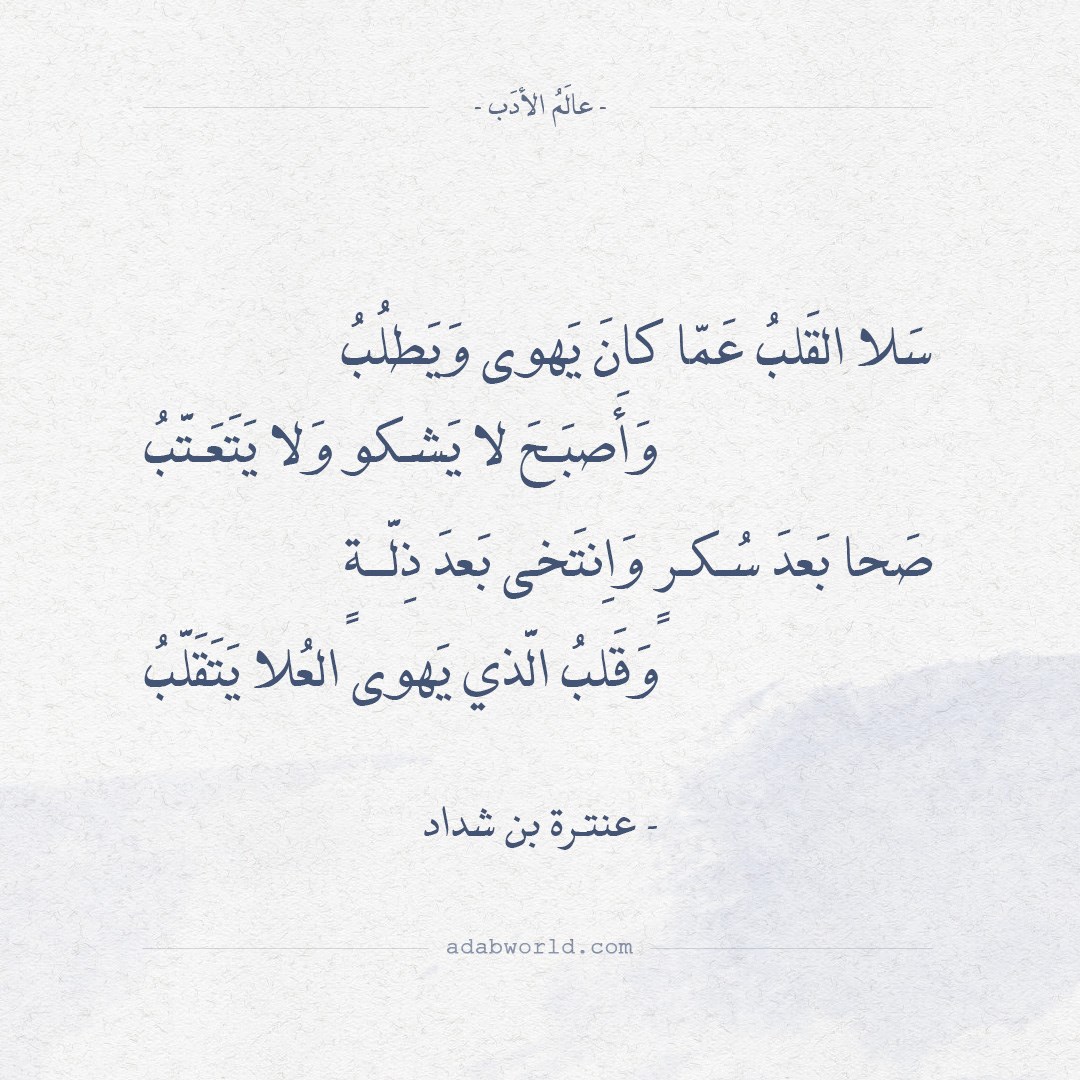 - عالَمُ الأدَب -
سَلا القَلبُ عَمّا كانَ يَهوى وَيَطلُبُ
وَأَصبَحَ لا يَشكو وَلا يَتَعَتَّبُ
صَحا بَعدَ سُكرٍ وَاِنتَخى بَعدَ ذِلَّةٍ
وَقَلبُ الَّذي يَهوى العُلا يَتَقَلَّبُ
- عنترة بن شداد
adabworld.com